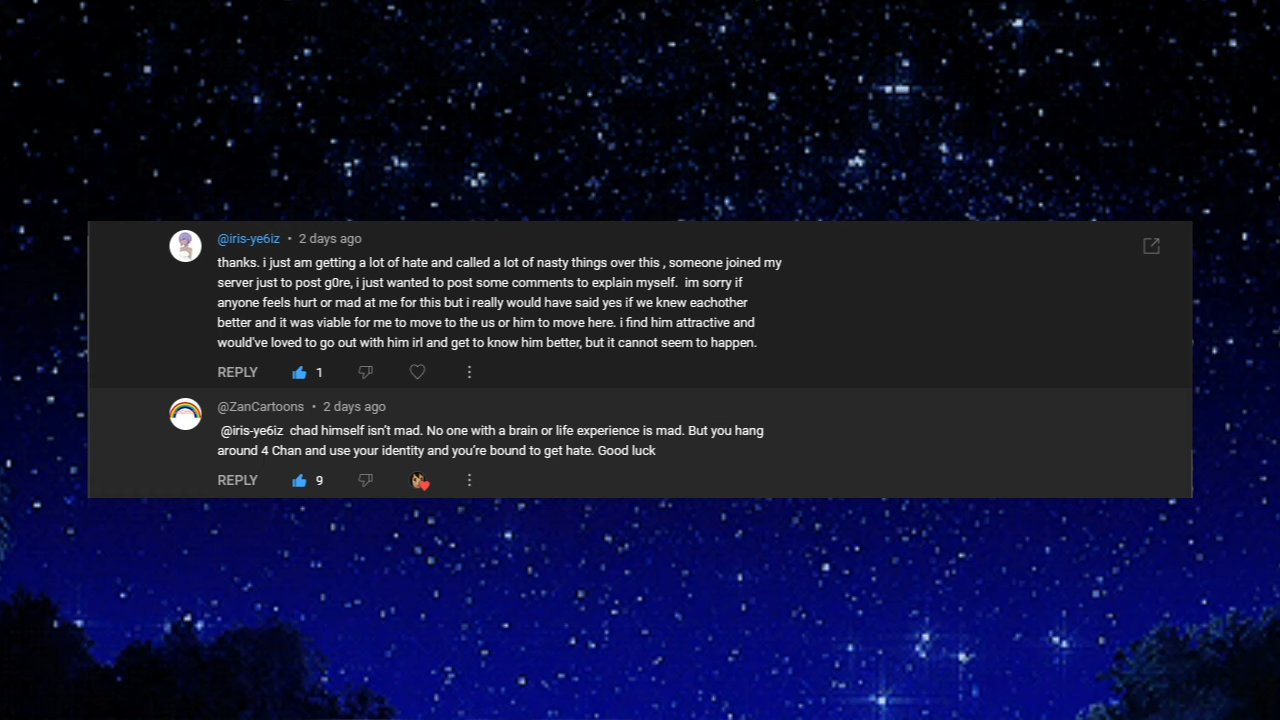 @iris-ye6iz • 2 days ago
thanks. i just am getting a lot of hate and called a lot of nasty things over this , someone joined my
server just to post g0re, i just wanted to post some comments to explain myself.  im sorry if
anyone feels hurt or mad at me for this but i really would have said yes if we knew eachother
better and it was viable for me to move to the us or him to move here. i find him attractive and
would've loved to go out with him irl and get to know him better, but it cannot seem to happen.
REPLY 1
@ZanCartoons • 2 days ago
@iris-ye6iz  chad himself isn’t mad. No one with a brain or life experience is mad. But you hang
around 4 Chan and use your identity and you’re bound to get hate. Good luck
REPLY 9